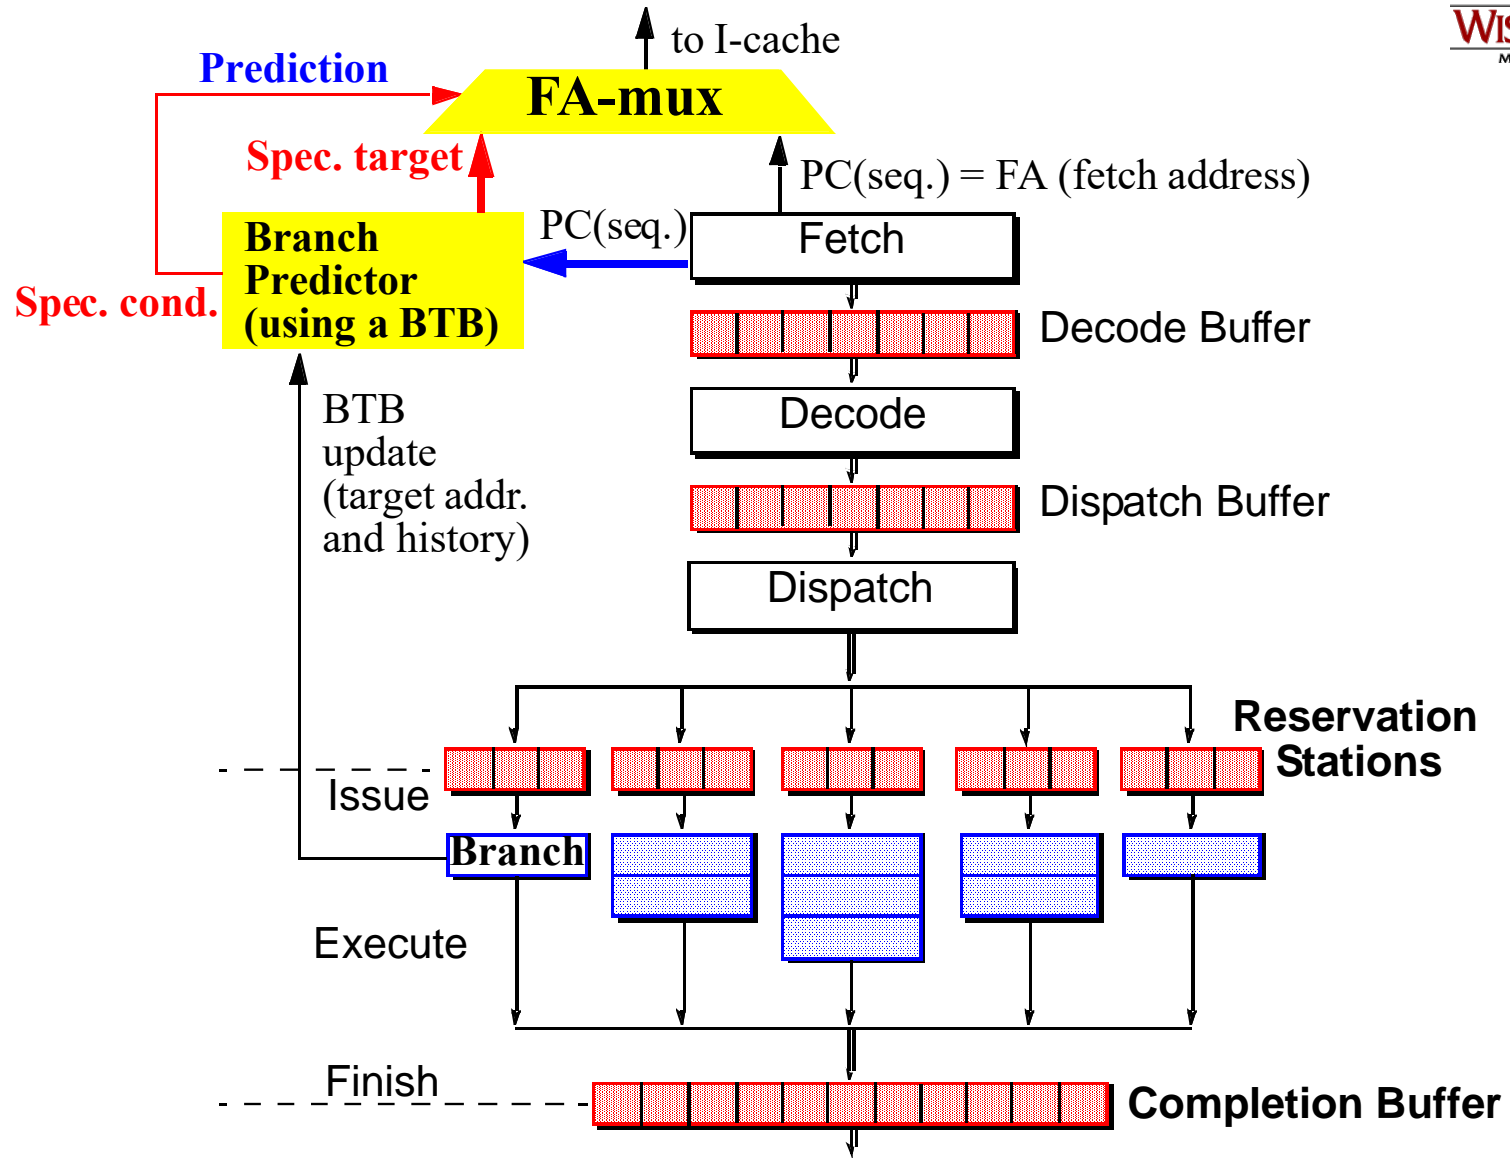 to I-cache
Prediction
FA-mux
Spec. target
PC(seq.) = FA (fetch address)
PC(seq.)
Fetch
Branch
Predictor
(using a BTB)
Spec. cond.
Decode Buffer
BTB
update
(target addr.
and history)
Decode
Dispatch Buffer
Dispatch
Reservation
Stations
Issue
Branch
Execute
Finish
Completion Buffer